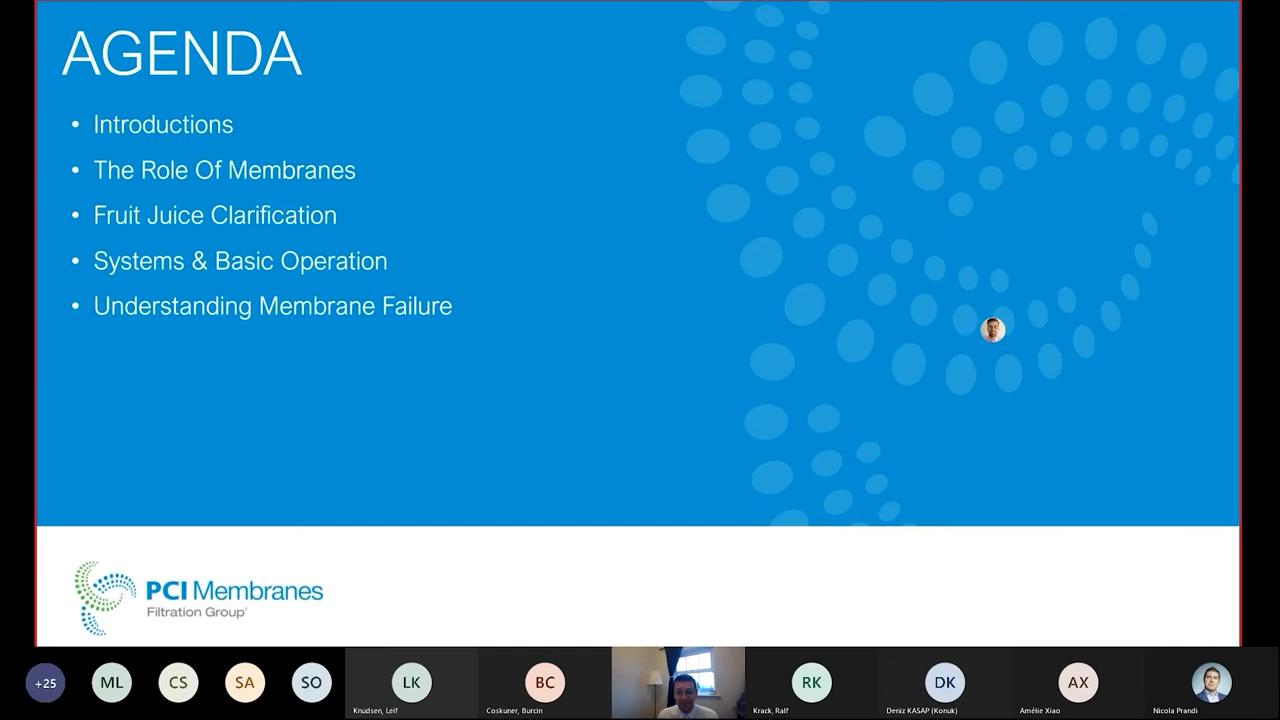 AGENDA
• Introductions
• The Role Of Membranes
• Fruit Juice Clarification
• Systems & Basic Operation
• Understanding Membrane Failure
PCI Membranes
Filtration Group®
+25
ML
CS
SA
SO
LK
BC
RK
DK
AX
Knudsen, Leif
Coskuner, Burcin
Krack, Ralf
Deniz KASAP (Konuk)
Amélie Xiao
Nicola Prandi